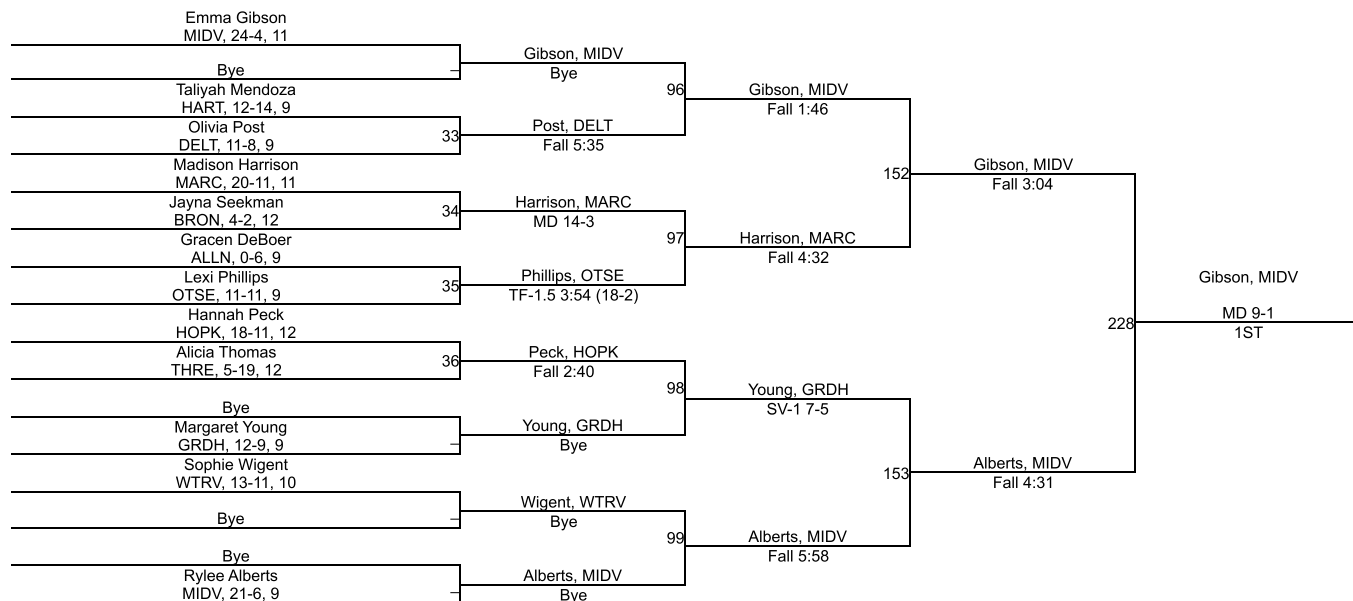 Emma Gibson
MIDV, 24-4, 11
Bye
Taliyah Mendoza
HART, 12-14, 9
Olivia Post
DELT, 11-8, 9
33
Madison Harrison
MARC, 20-11, 11
Jayna Seekman
BRON, 4-2, 12
34
Gracen DeBoer
ALLN, 0-6, 9
Lexi Phillips
OTSE, 11-11, 9
35
Hannah Peck
HOPK, 18-11, 12
Alicia Thomas
THRE, 5-19, 12
36
Bye
Margaret Young
GRDH, 12-9, 9
Sophie Wigent
WTRV, 13-11, 10
Bye
Bye
Rylee Alberts
MIDV, 21-6, 9
Gibson, MIDV
Bye
96
Post, DELT
Fall 5:35
Harrison, MARC
MD 14-3
97
Phillips, OTSE
TF-1.5 3:54 (18-2)
Peck, HOPK
Fall 2:40
98
Young, GRDH
Bye
Wigent, WTRV
Bye
99
Alberts, MIDV
Bye
Gibson, MIDV
Fall 1:46
152
Harrison, MARC
Fall 4:32
Young, GRDH
SV-1 7-5
153
Alberts, MIDV
Fall 5:58
Gibson, MIDV
Fall 3:04
228
Alberts, MIDV
Fall 4:31
Gibson, MIDV
MD 9-1
1ST